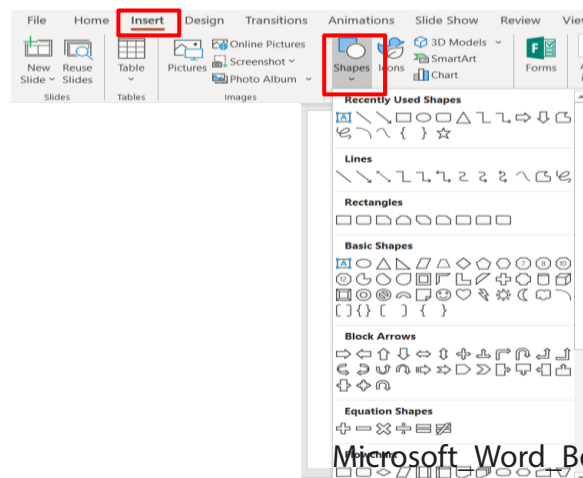 File Home Insert Design Transitions Animations Slide Show Review
New Slide Reuse Slides Table Pictures Online Pictures Screenshot Photo Album Shapes Icons 3D Models SmartArt Chart Forms
Slides Tables Images
Recently Used Shapes
Lines
Rectangles
Basic Shapes
Block Arrows
Equation Shapes
Microsoft_Word_Be